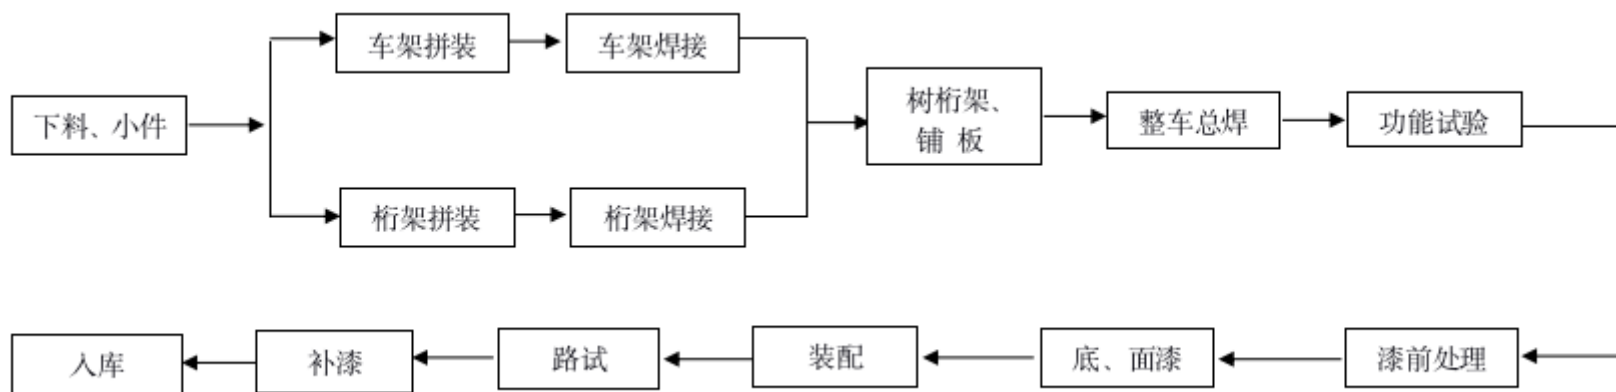 下料、小件
车架拼装
车架焊接
桁架拼装
桁架焊接
树桁架、
铺 板
整车总焊
功能试验
漆前处理
底、面漆
装配
路试
补漆
入库